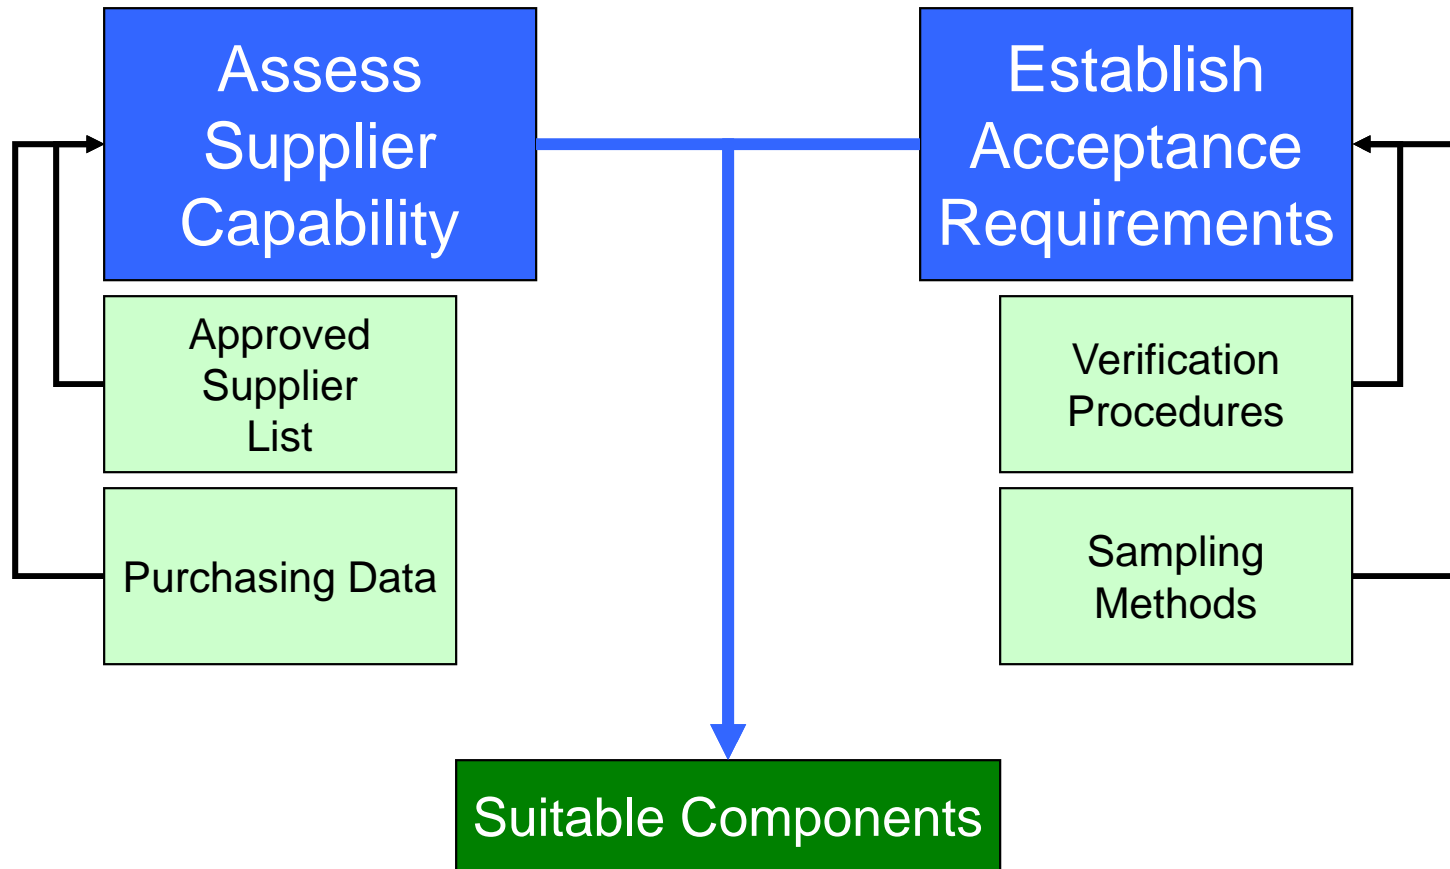 Assess
Supplier
Capability
Establish
Acceptance
Requirements
Approved
Supplier
List
Verification
Procedures
Purchasing Data
Sampling
Methods
Suitable Components